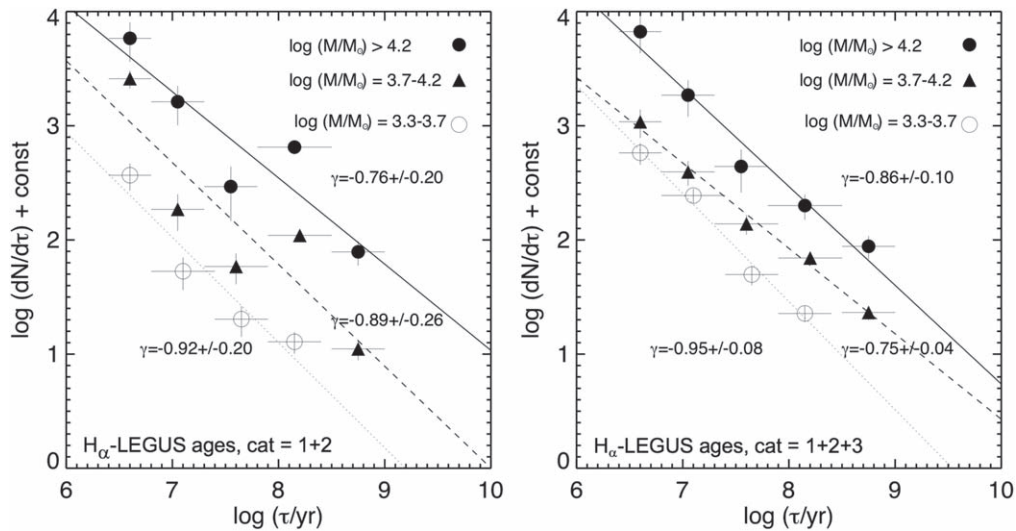 4
3
2
1
0
log (dN/dτ) + const
log (M/M☉) > 4.2
log (M/M☉) = 3.7-4.2
log (M/M☉) = 3.3-3.7
γ=-0.76+/-0.20
γ=-0.89+/-0.26
γ=-0.92+/-0.20
Hα-LEGUS ages, cat = 1+2
6 7 8 9 10
log (τ/yr)
4
3
2
1
0
log (dN/dτ) + const
log (M/M☉) > 4.2
log (M/M☉) = 3.7-4.2
log (M/M☉) = 3.3-3.7
γ=-0.86+/-0.10
γ=-0.95+/-0.08
γ=-0.75+/-0.04
Hα-LEGUS ages, cat = 1+2+3
6 7 8 9 10
log (τ/yr)